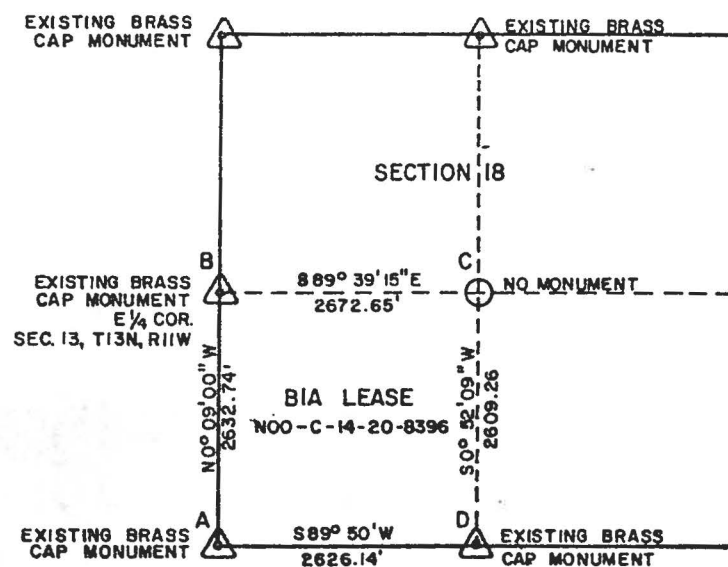 EXISTING BRASS
CAP MONUMENT
EXISTING BRASS
CAP MONUMENT
SECTION 18
B
C
EXISTING BRASS
CAP MONUMENT
E 1/4 COR.
SEC. 13, T13N, R11W
S89° 39' 15" E
2672.65'
NO MONUMENT
N0° 09' 00" W
2632.74'
BIA LEASE
N00-C-14-20-8396
S0° 52' 09" W
2609.26
A
D
EXISTING BRASS
CAP MONUMENT
S89° 50' W
2626.14'
EXISTING BRASS
CAP MONUMENT